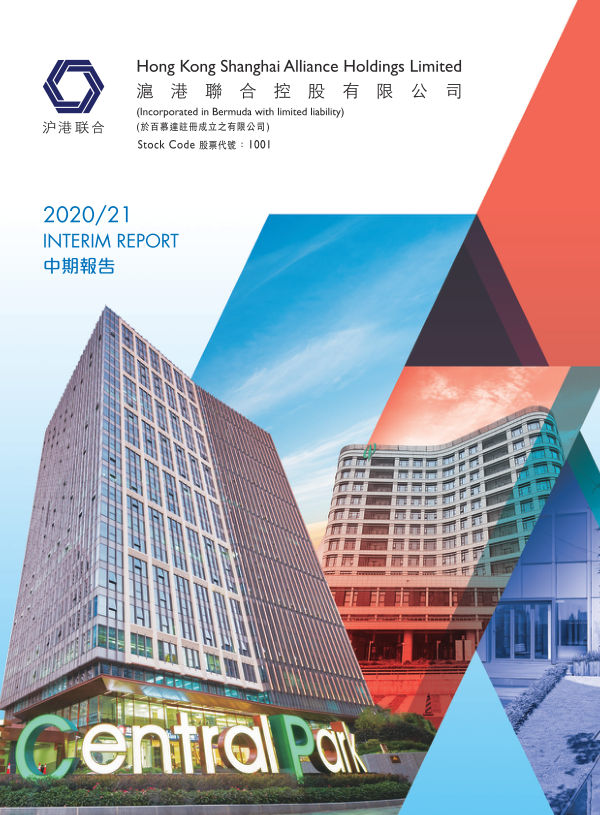 Hong Kong Shanghai Alliance Holdings Limited
滬港聯合控股有限公司
(Incorporated in Bermuda with limited liability)
(於百慕達註冊成立之有限公司)
Stock Code 股票代號：1001
沪港联合
2020/21
INTERIM REPORT
中期報告
Central Park